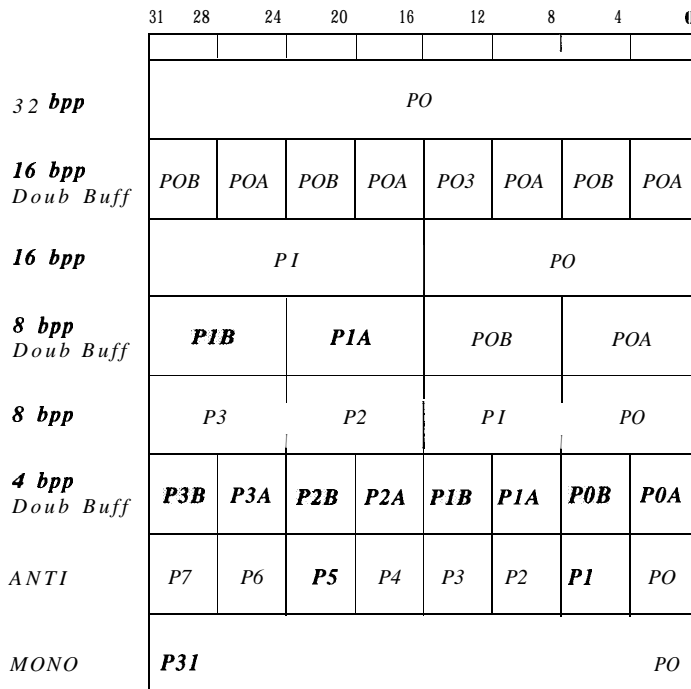 31 28 24 20 16 12 8 4 0
32 bpp PO
16 bpp POB POA POB POA PO3 POA POB POA
Doub Buff
16 bpp PI PO
8 bpp P1B P1A POB POA
Doub Buff
8 bpp P3 P2 PI PO
4 bpp P3B P3A P2B P2A P1B P1A P0B P0A
Doub Buff
ANTI P7 P6 P5 P4 P3 P2 P1 PO
MONO P31 PO